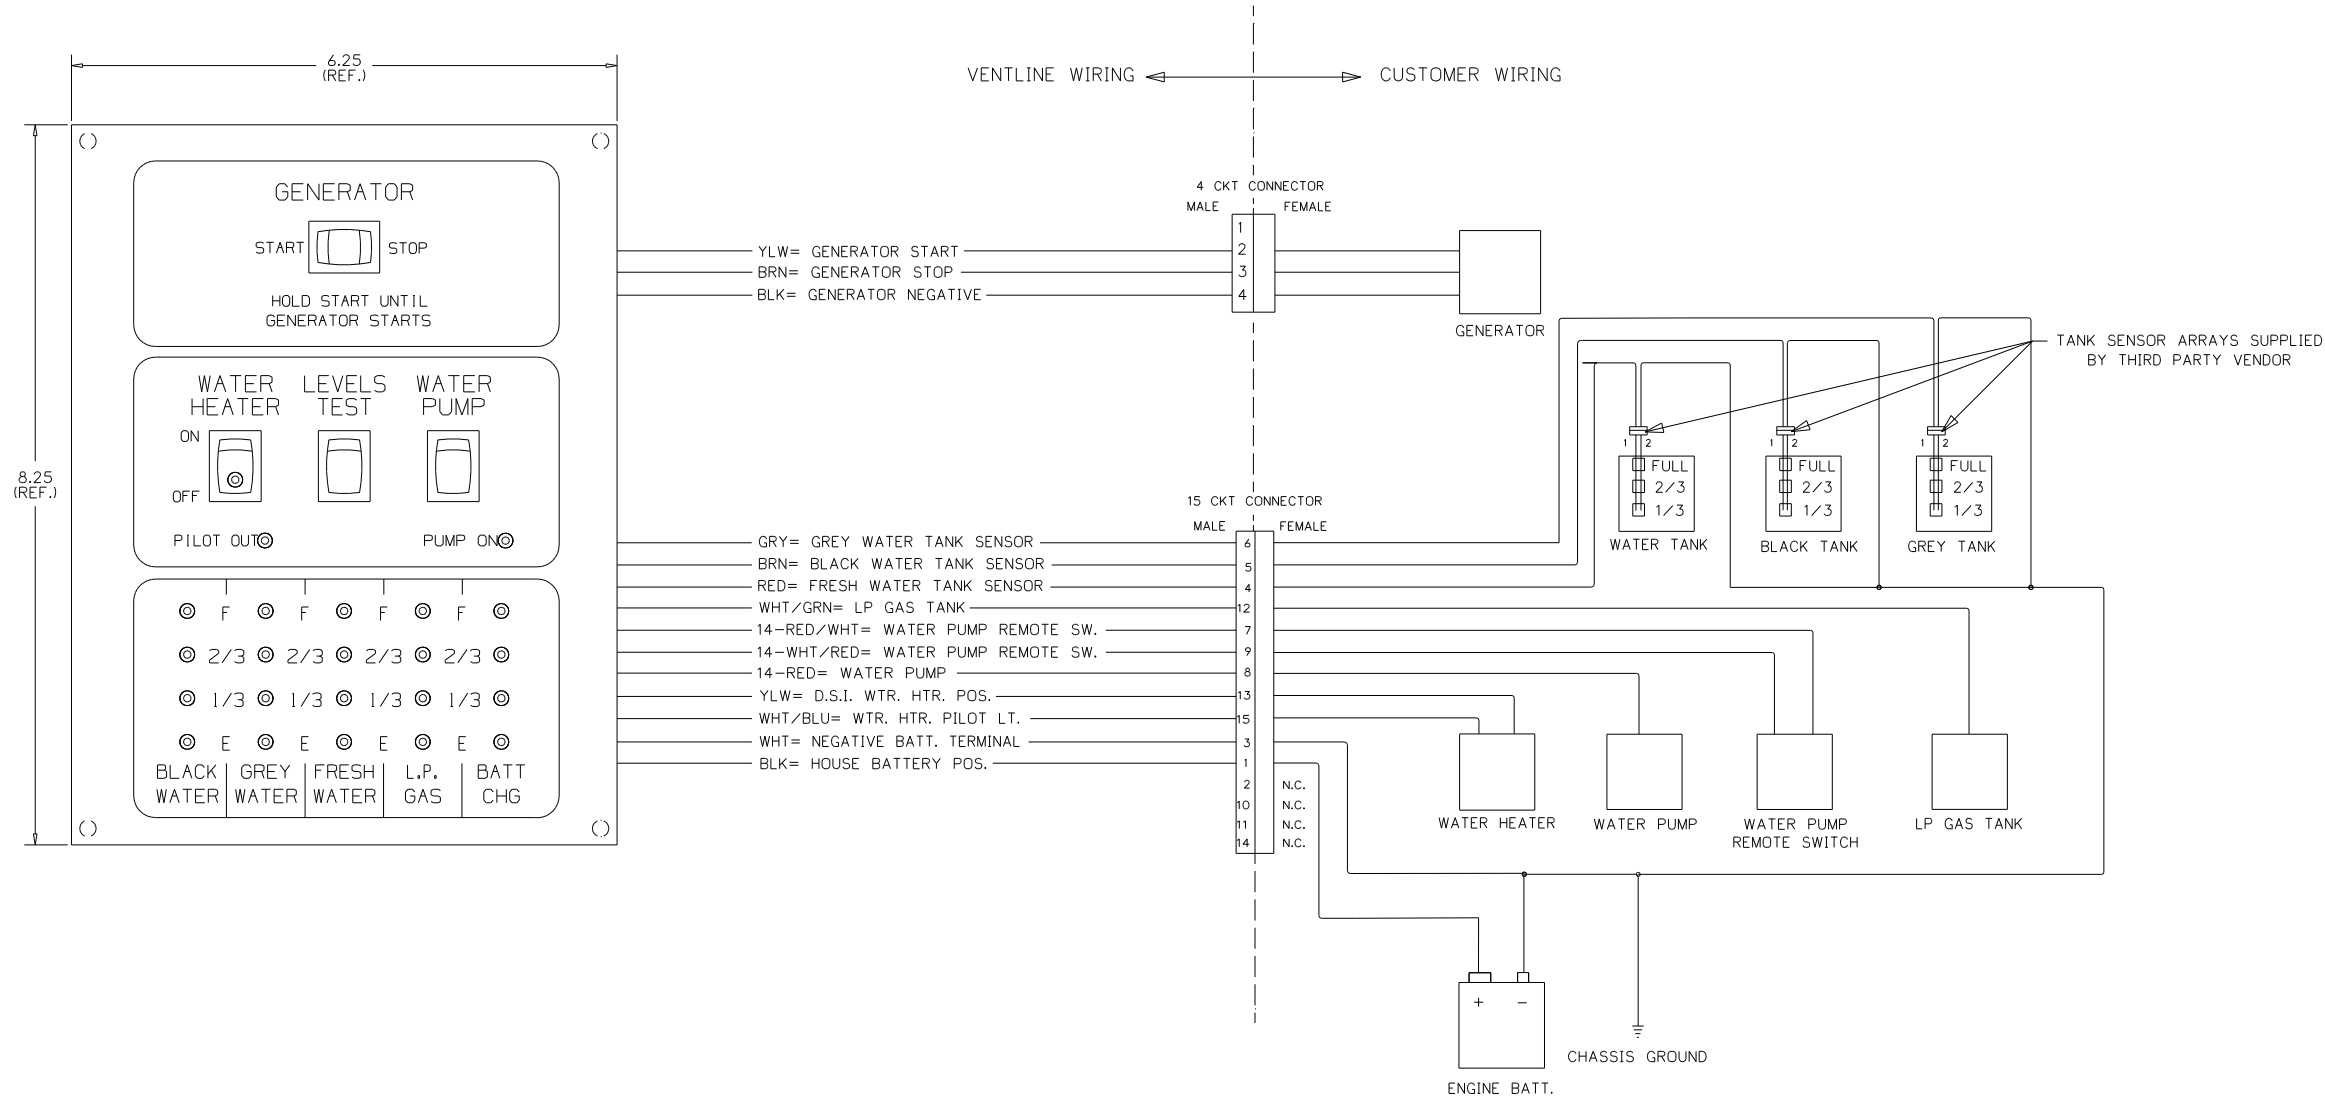 6.25
(REF.)
VENTLINE WIRING
CUSTOMER WIRING
8.25
(REF.)
GENERATOR
START
STOP
HOLD START UNTIL
GENERATOR STARTS
WATER
HEATER
LEVELS
TEST
WATER
PUMP
ON
OFF
PILOT OUT
PUMP ON
F F F F
2/3 2/3 2/3 2/3
1/3 1/3 1/3 1/3
E E E E
BLACK
WATER
GREY
WATER
FRESH
WATER
L.P.
GAS
BATT
CHG
4 CKT CONNECTOR
MALE
FEMALE
1
YLW= GENERATOR START 2
BRN= GENERATOR STOP 3
BLK= GENERATOR NEGATIVE 4
GENERATOR
TANK SENSOR ARRAYS SUPPLIED
BY THIRD PARTY VENDOR
1 2
FULL
2/3
1/3
WATER TANK
1 2
FULL
2/3
1/3
BLACK TANK
1 2
FULL
2/3
1/3
GREY TANK
15 CKT CONNECTOR
MALE
FEMALE
GRY= GREY WATER TANK SENSOR 6
BRN= BLACK WATER TANK SENSOR 5
RED= FRESH WATER TANK SENSOR 4
WHT/GRN= LP GAS TANK 12
14-RED/WHT= WATER PUMP REMOTE SW. 7
14-WHT/RED= WATER PUMP REMOTE SW. 9
14-RED= WATER PUMP 8
YLW= D.S.I. WTR. HTR. POS. 13
WHT/BLU= WTR. HTR. PILOT LT. 15
WHT= NEGATIVE BATT. TERMINAL 3
BLK= HOUSE BATTERY POS. 1
2 N.C.
10 N.C.
11 N.C.
14 N.C.
WATER HEATER
WATER PUMP
WATER PUMP
REMOTE SWITCH
LP GAS TANK
+ −
ENGINE BATT.
CHASSIS GROUND